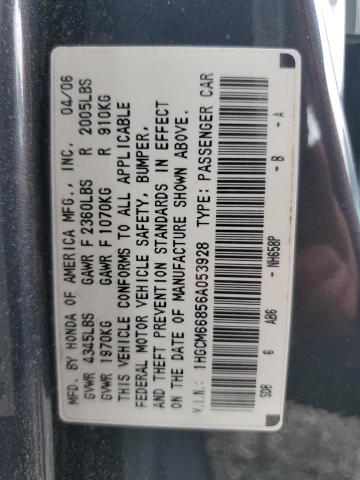 MFD. BY HONDA OF AMERICA MFG., INC. 04/06
GVWR 4345LBS GAWR F 2360LBS R 2005LBS
GVWR 1970KG GAWR F 1070KG R 910KG
THIS VEHICLE CONFORMS TO ALL APPLICABLE
FEDERAL MOTOR VEHICLE SAFETY, BUMPER,
AND THEFT PREVENTION STANDARDS IN EFFECT
ON THE DATE OF MANUFACTURE SHOWN ABOVE.
V.I.N.: 1HGCM66856A053928 TYPE: PASSENGER CAR
SDB 6 AB6 -NH658P -B -A